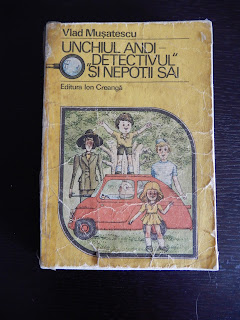 Vlad Mușatescu
UNCHIUL ANDI -
„DETECTIVUL"
ȘI NEPOȚII SĂI
Editura Ion Creangă